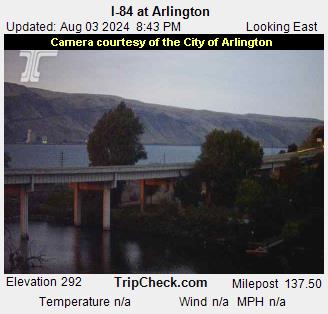 I-84 at Arlington
Updated: Aug 03 2024 8:43 PM Looking East
Camera courtesy of the City of Arlington
Elevation 292 TripCheck.com Milepost 137.50
Temperature n/a Wind n/a MPH n/a